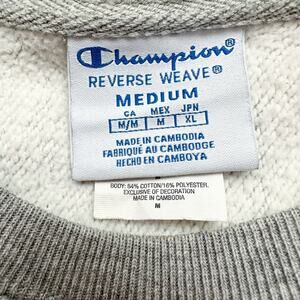 Champion®
REVERSE WEAVE®
MEDIUM
CA MEX JPN
M/M M XL
MADE IN CAMBODIA
FABRIQUÉ AU CAMBODGE
HECHO EN CAMBOYA
BODY: 84% COTTON/16% POLYESTER.
EXCLUSIVE OF DECORATION
MADE IN CAMBODIA
M